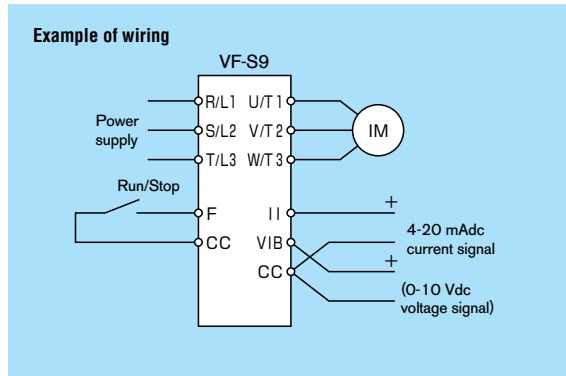 Example of wiring
VF-S9
R/L1 U/T1
S/L2 V/T2
T/L3 W/T3
Power
supply
IM
Run/Stop
F
CC
II
VIB
CC
+
4-20 mAdc
current signal
+
(0-10 Vdc
voltage signal)